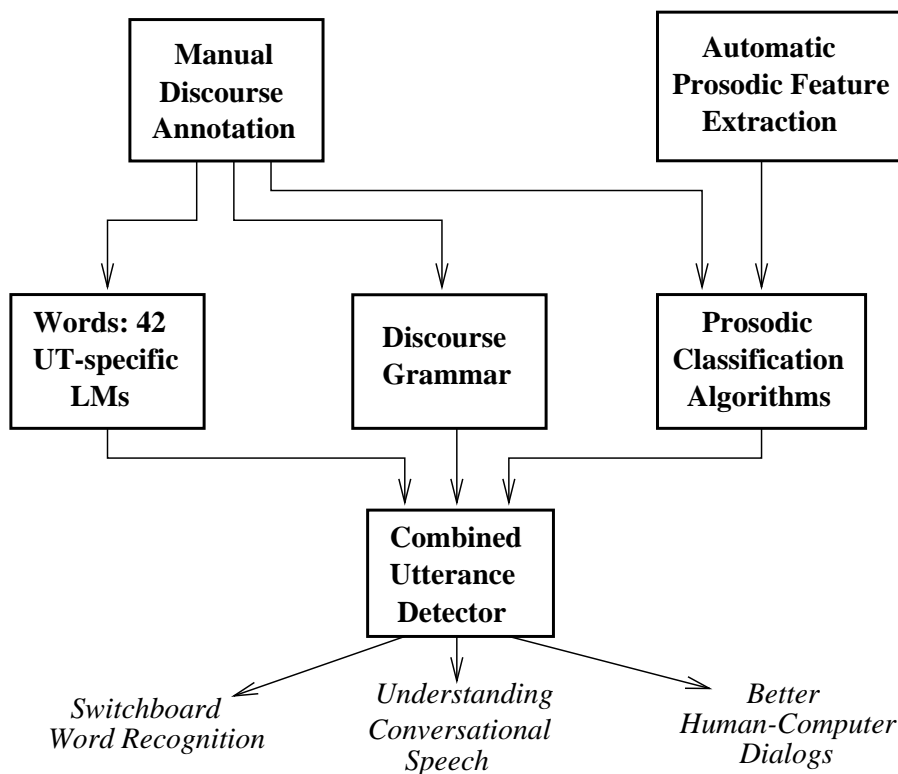 Manual
Discourse
Annotation
Automatic
Prosodic Feature
Extraction
Words: 42
UT-specific
LMs
Discourse
Grammar
Prosodic
Classification
Algorithms
Combined
Utterance
Detector
Switchboard
Word Recognition
Understanding
Conversational
Speech
Better
Human-Computer
Dialogs